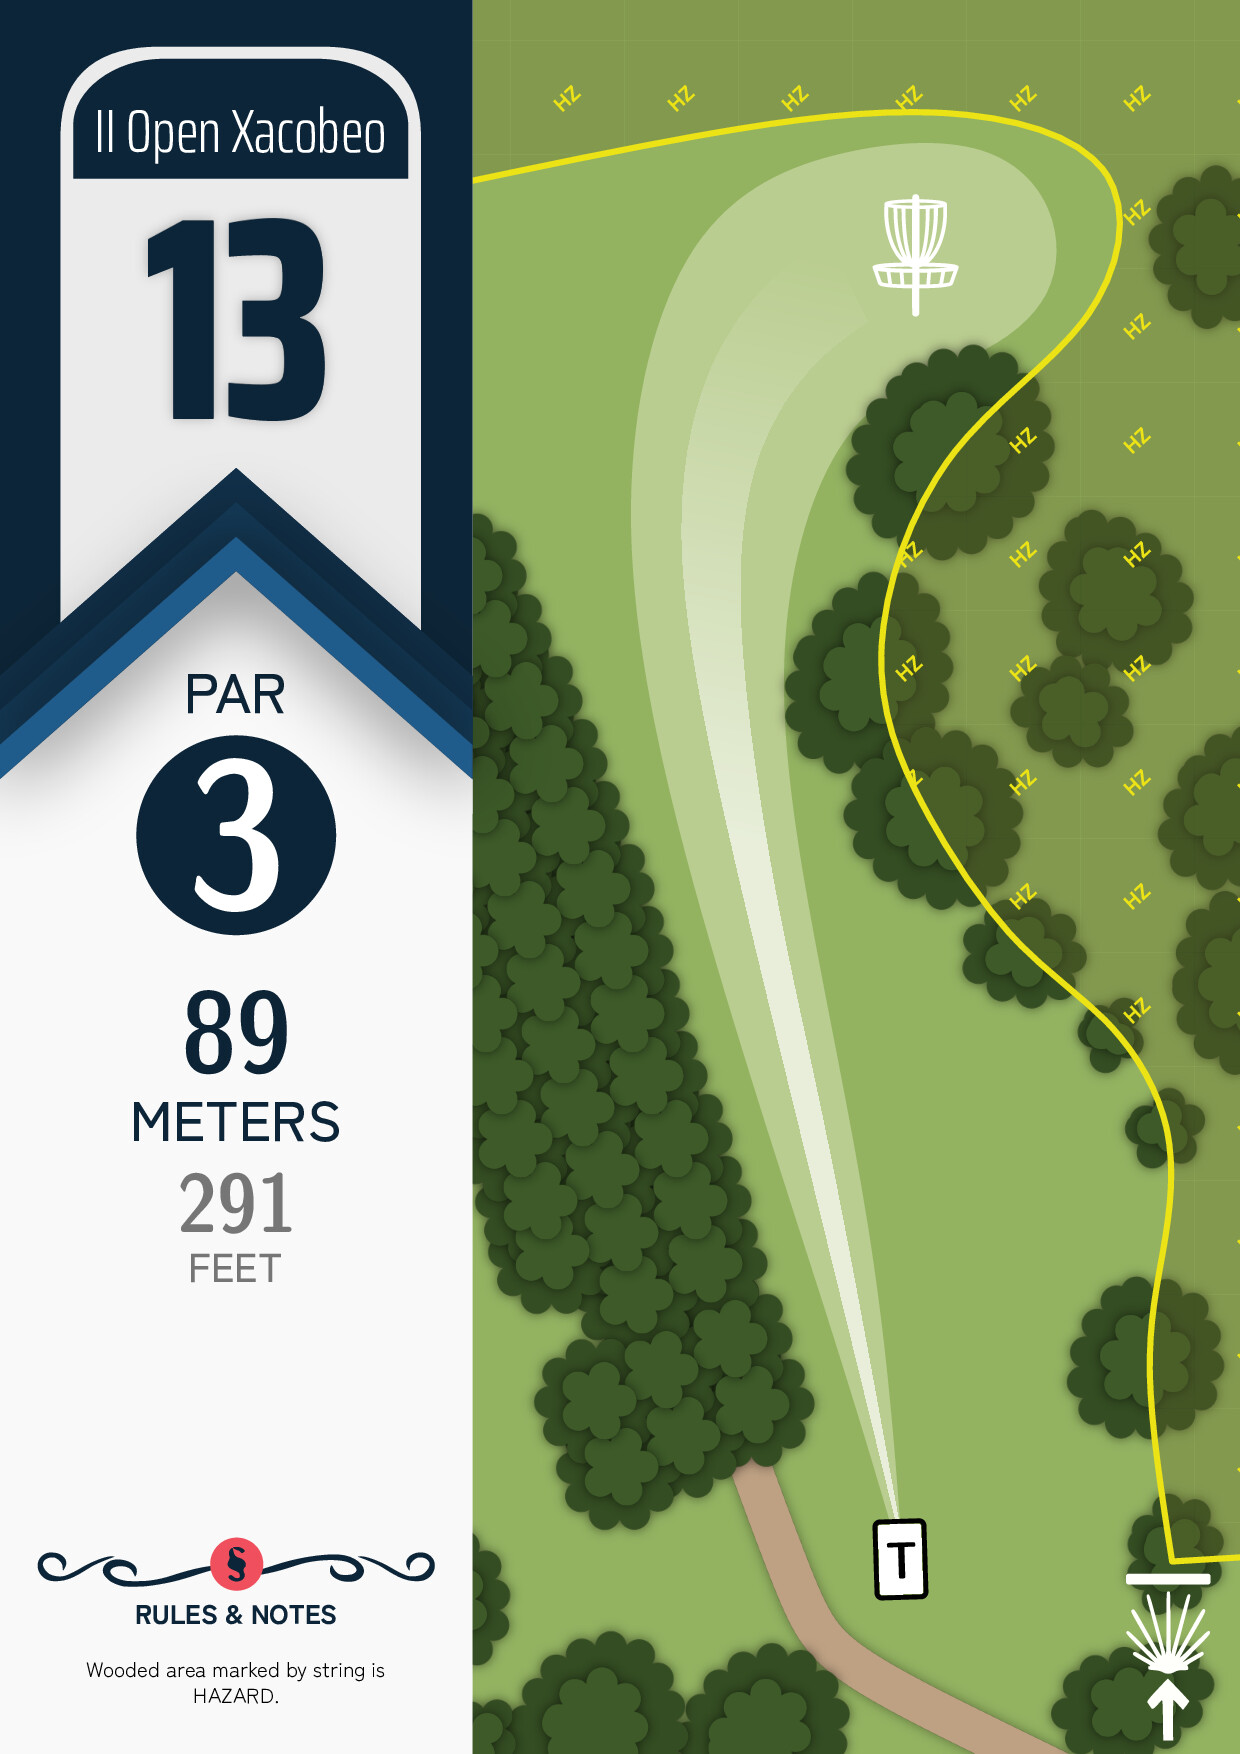 II Open Xacobeo
13
PAR
3
89
METERS
291
FEET
§
RULES & NOTES
Wooded area marked by string is
HAZARD.
HZ HZ HZ HZ HZ HZ
HZ
HZ
HZ HZ
HZ HZ HZ
HZ HZ HZ
HZ HZ
HZ HZ
HZ
T